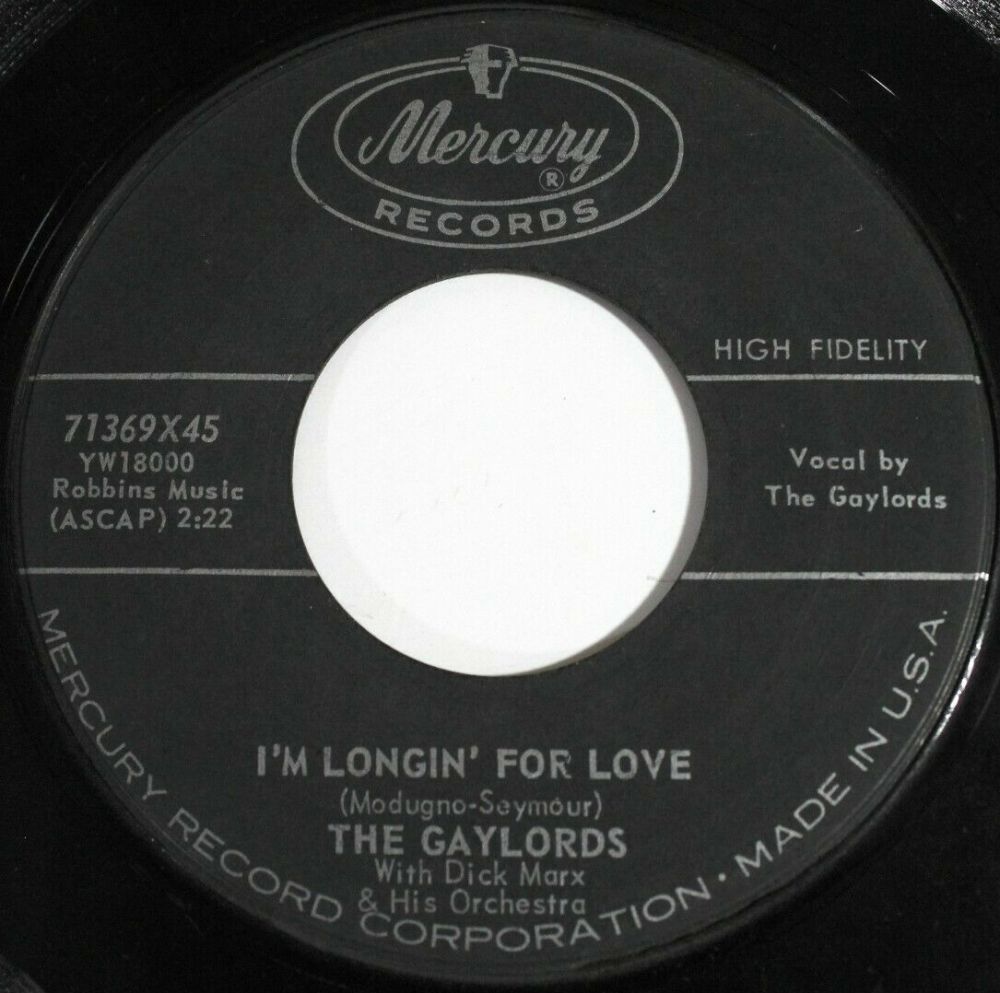 Mercury
®
RECORDS
HIGH FIDELITY
71369X45
YW18000
Robbins Music
(ASCAP) 2:22
Vocal by
The Gaylords
I'M LONGIN' FOR LOVE
(Modugno-Seymour)
THE GAYLORDS
With Dick Marx
& His Orchestra
MERCURY RECORD CORPORATION · MADE IN U.S.A.